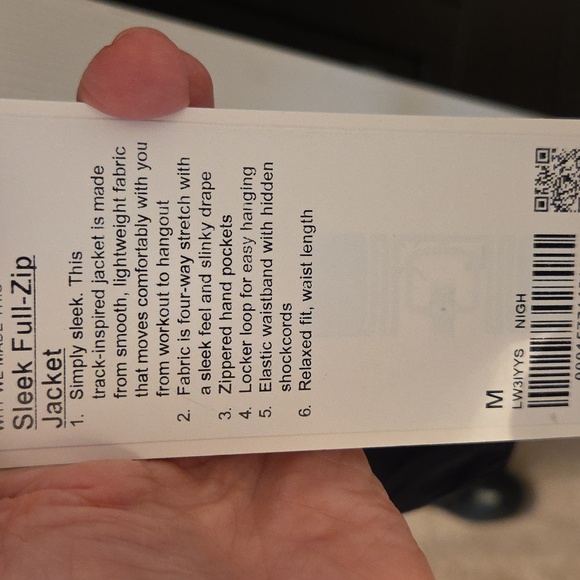 Sleek Full-Zip
Jacket
1. Simply sleek. This
track-inspired jacket is made
from smooth, lightweight fabric
that moves comfortably with you
from workout to hangout
2. Fabric is four-way stretch with
a sleek feel and slinky drape
3. Zippered hand pockets
4. Locker loop for easy hanging
5. Elastic waistband with hidden
shockcords
6. Relaxed fit, waist length
M
LW3IYYS NIGH